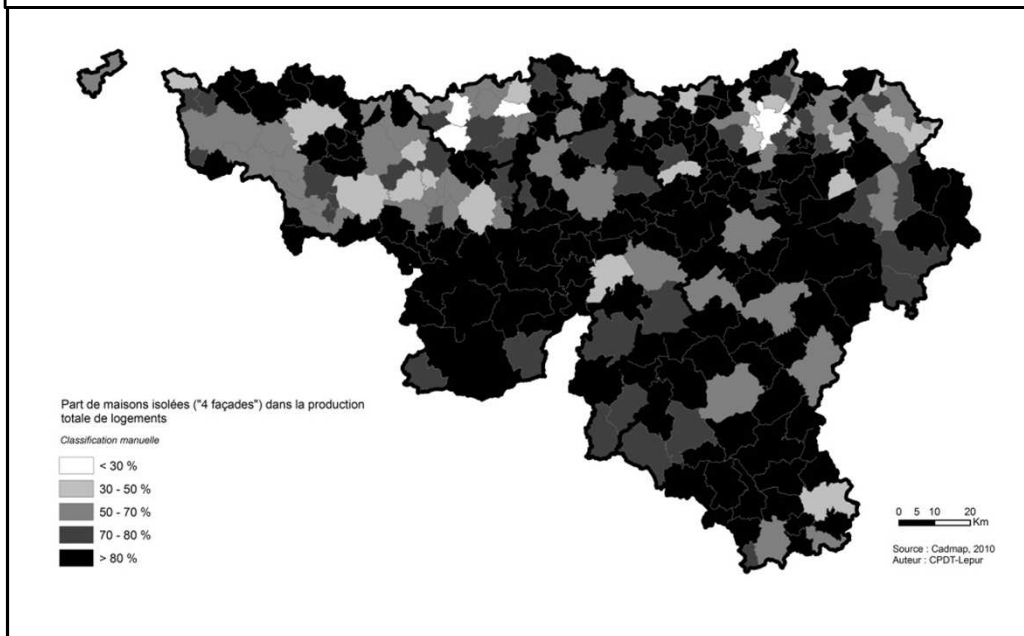 Part de maisons isolées ("4 façades") dans la production
totale de logements
Classification manuelle
< 30 %
30 - 50 %
50 - 70 %
70 - 80 %
> 80 %
0 5 10 20
Km
Source : Cadmap, 2010
Auteur : CPDT-Lepur